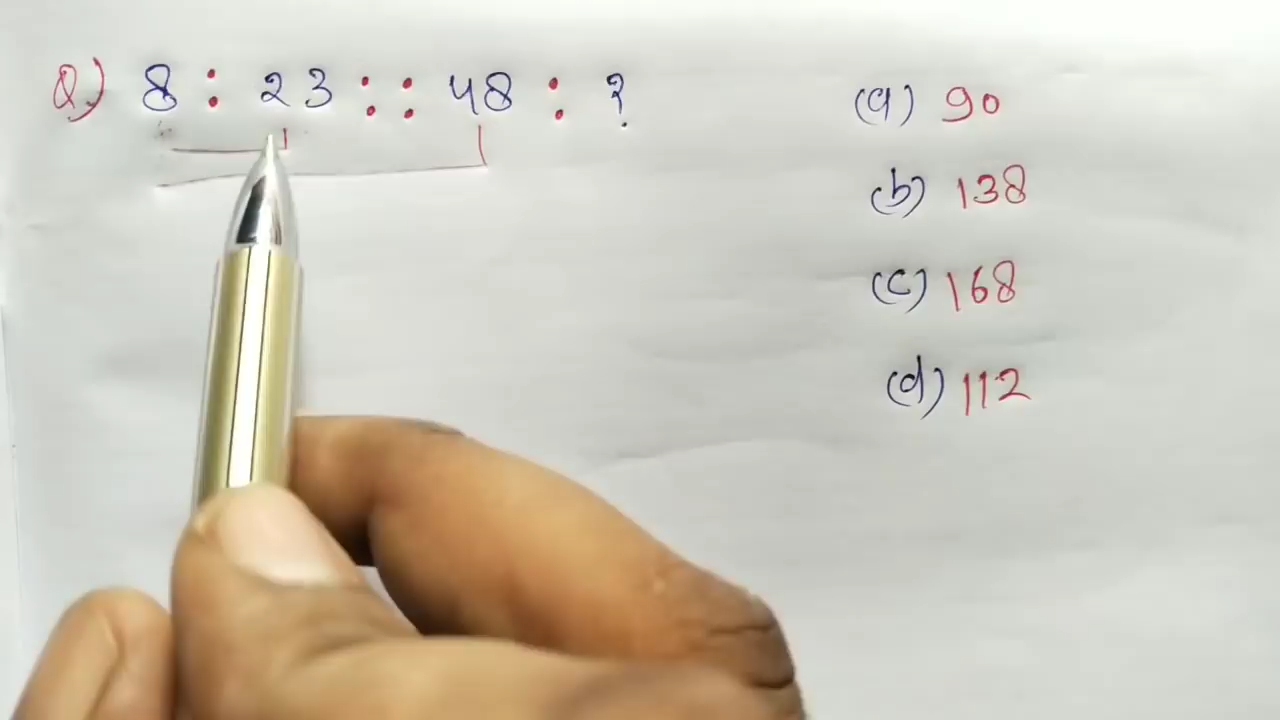 Q) 8 : 23 :: 48 : ?
(a) 90
(b) 138
(c) 168
(d) 112